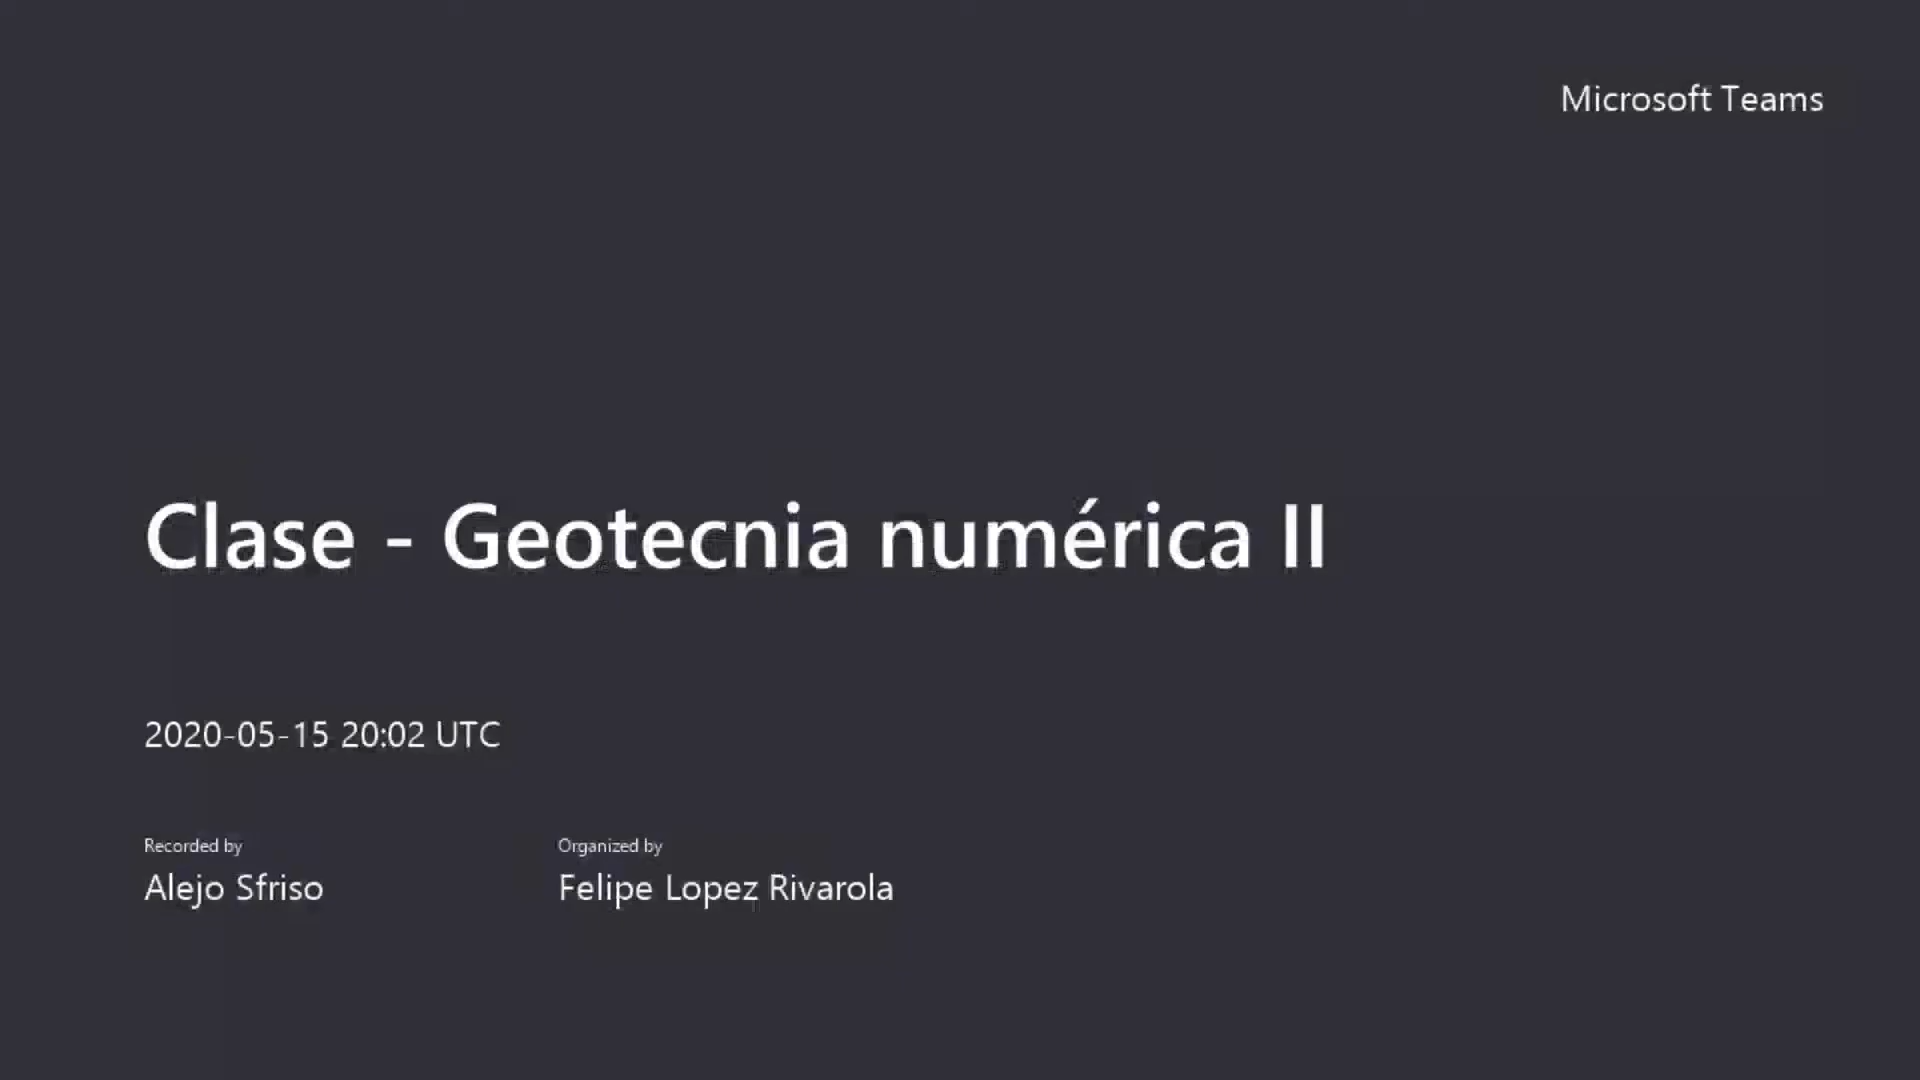 Microsoft Teams
Clase - Geotecnia numérica II
2020-05-15 20:02 UTC
Recorded by
Alejo Sfriso
Organized by
Felipe Lopez Rivarola